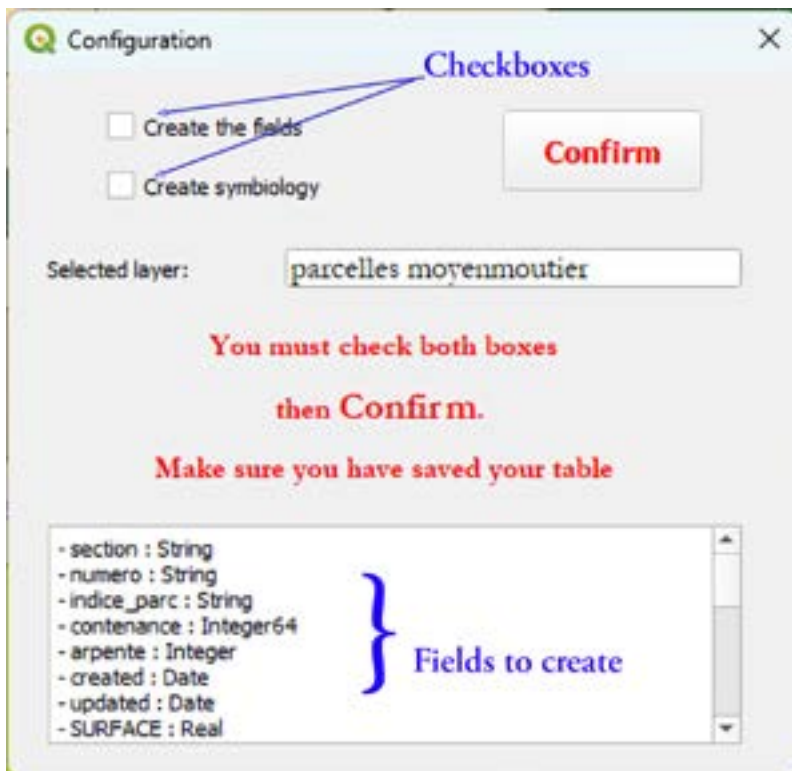 Configuration
Checkboxes
Create the fields
Confirm
Create symbiology
Selected layer: parcelles moyenmoutier
You must check both boxes
then Confirm.
Make sure you have saved your table
- section : String
- numero : String
- indice_parc : String
- contenance : Integer64
- arpente : Integer
- created : Date
- updated : Date
- SURFACE : Real
Fields to create